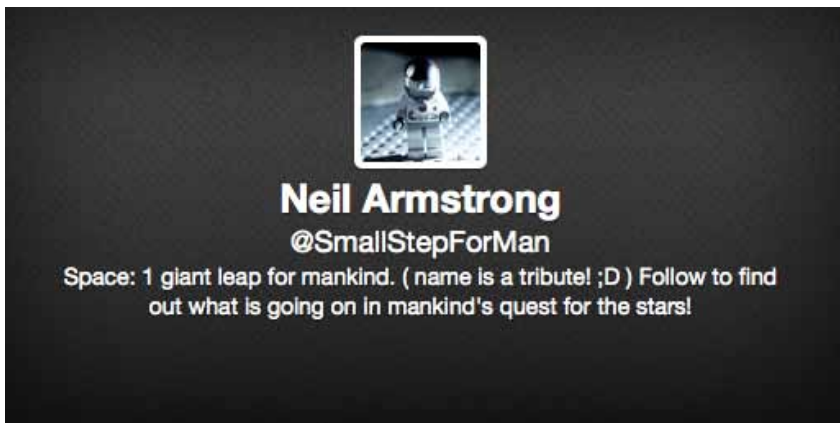 Neil Armstrong
@SmallStepForMan
Space: 1 giant leap for mankind. ( name is a tribute! ;D ) Follow to find
out what is going on in mankind's quest for the stars!